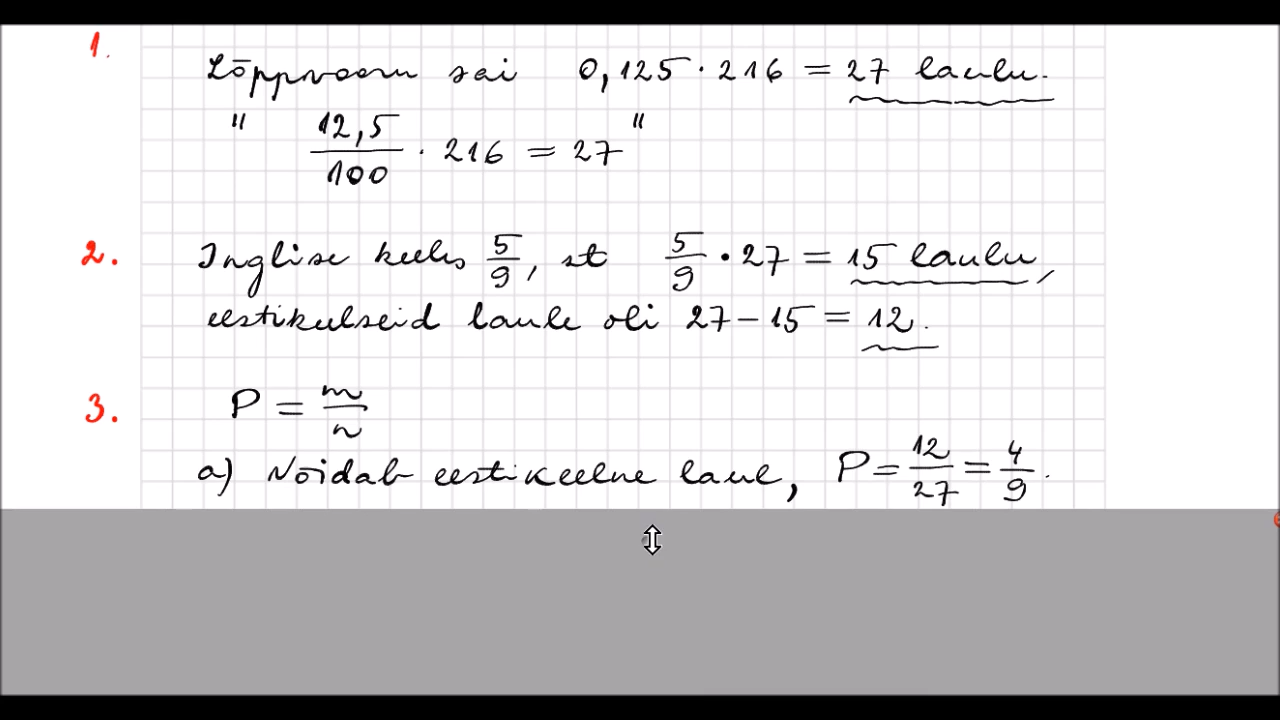 1.
Lõppvooru sai 0,125 · 216 = 27 laulu.
" 12,5/100 · 216 = 27 "
2. Inglise keeles 5/9, st 5/9 · 27 = 15 laulu,
eestikeelseid laule oli 27 – 15 = 12.
3. P = m/n
a) Võidab eestikeelne laul, P = 12/27 = 4/9.